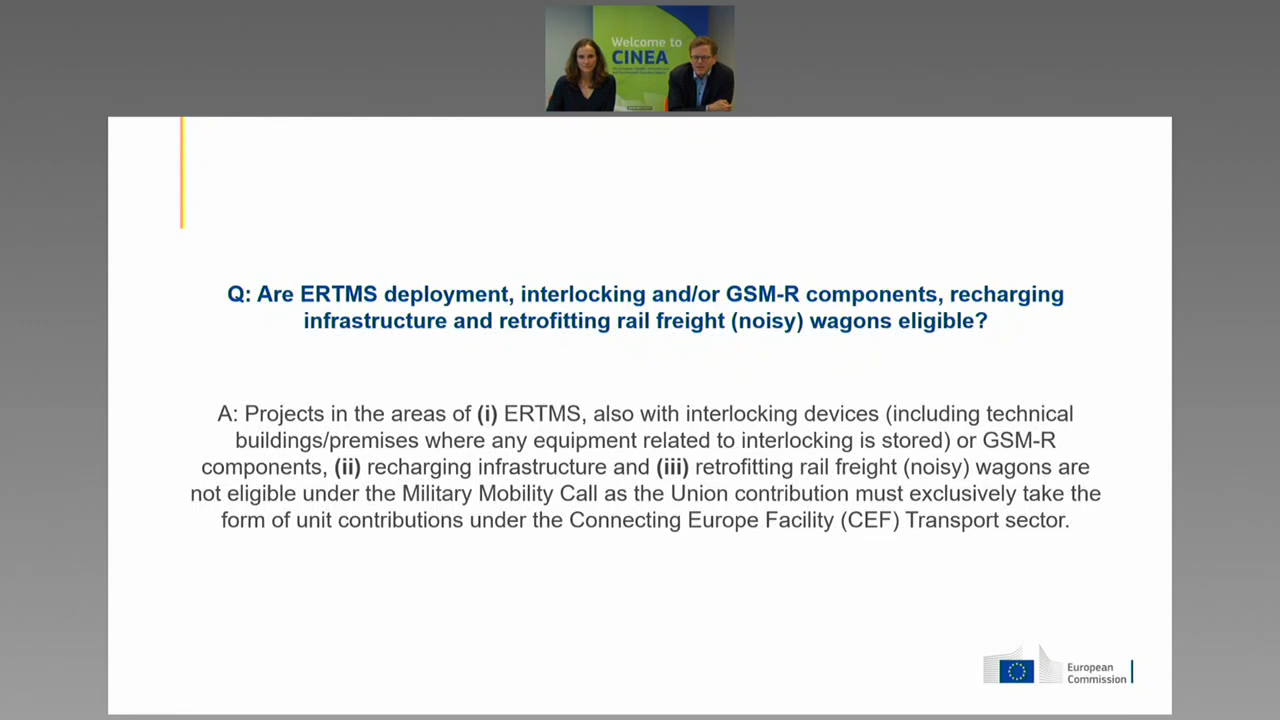 Welcome to
CINEA
Q: Are ERTMS deployment, interlocking and/or GSM-R components, recharging
infrastructure and retrofitting rail freight (noisy) wagons eligible?
A: Projects in the areas of (i) ERTMS, also with interlocking devices (including technical
buildings/premises where any equipment related to interlocking is stored) or GSM-R
components, (ii) recharging infrastructure and (iii) retrofitting rail freight (noisy) wagons are
not eligible under the Military Mobility Call as the Union contribution must exclusively take the
form of unit contributions under the Connecting Europe Facility (CEF) Transport sector.
European
Commission